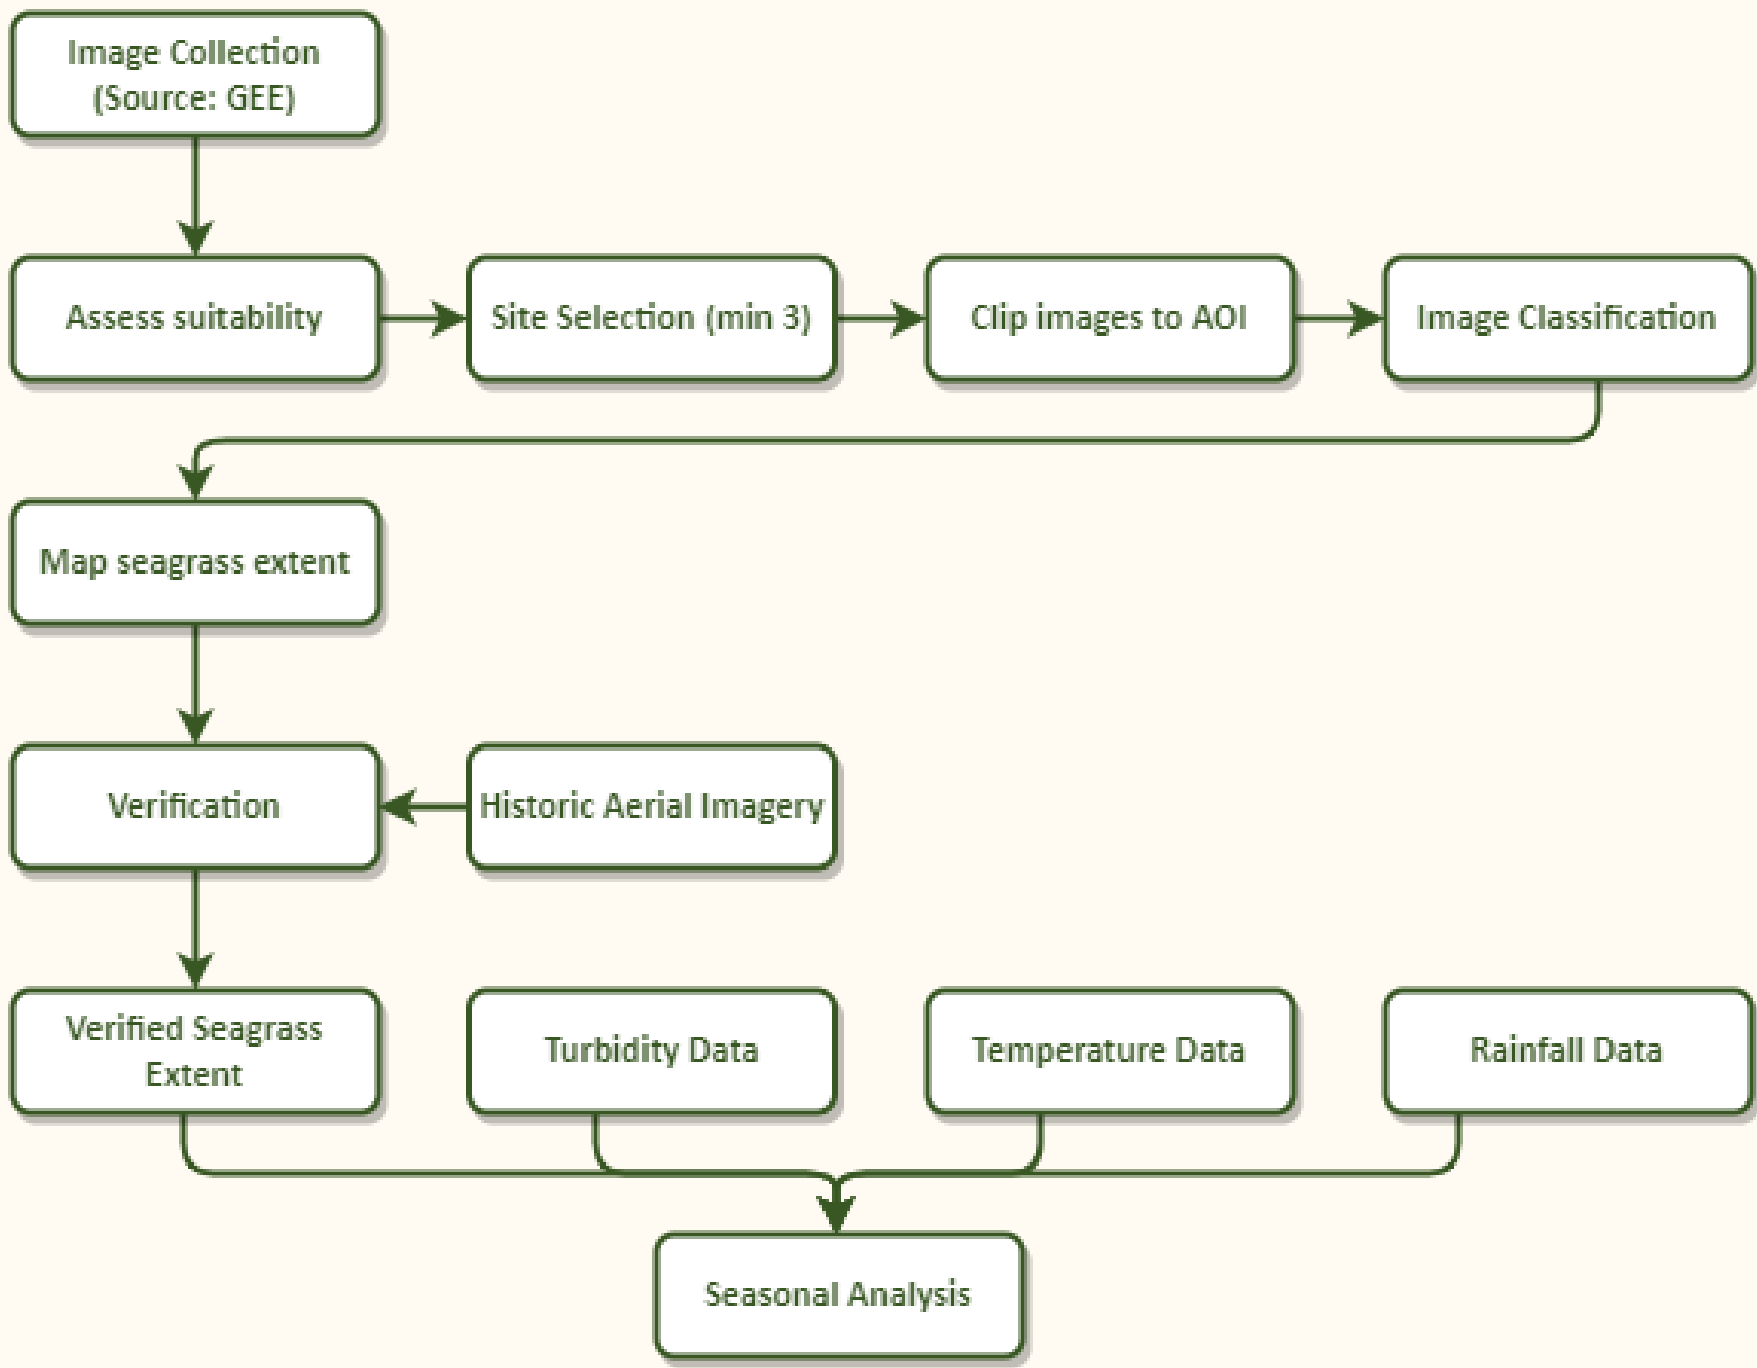 Image Collection
(Source: GEE)
Assess suitability
Site Selection (min 3)
Clip images to AOI
Image Classification
Map seagrass extent
Verification
Historic Aerial Imagery
Verified Seagrass
Extent
Turbidity Data
Temperature Data
Rainfall Data
Seasonal Analysis